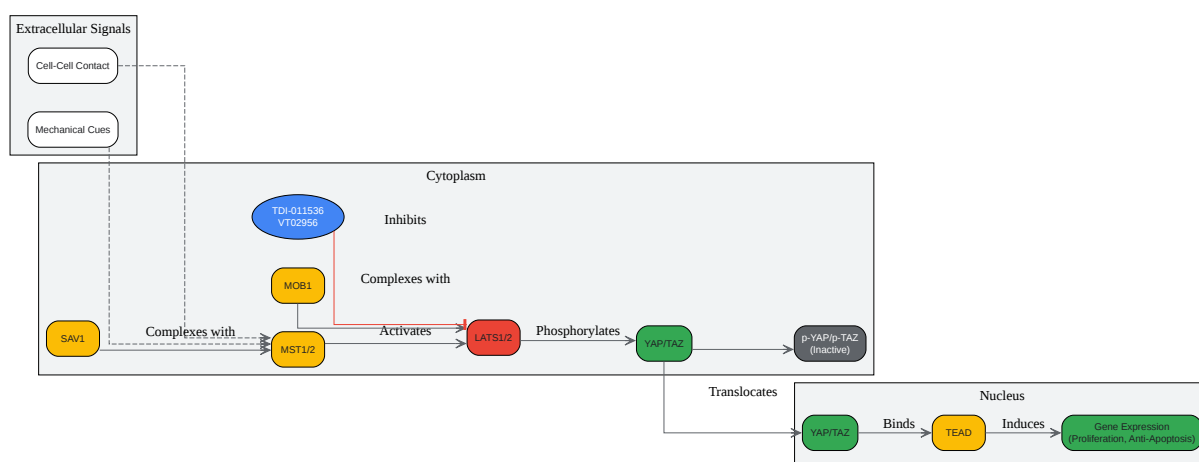 Extracellular Signals
Cell-Cell Contact
Mechanical Cues
Cytoplasm
TDI-011536
VT02956
Inhibits
Complexes with
MOB1
SAV1
Complexes with
MST1/2
Activates
LATS1/2
Phosphorylates
YAP/TAZ
p-YAP/p-TAZ
(Inactive)
Translocates
Nucleus
YAP/TAZ
Binds
TEAD
Induces
Gene Expression
(Proliferation, Anti-Apoptosis)